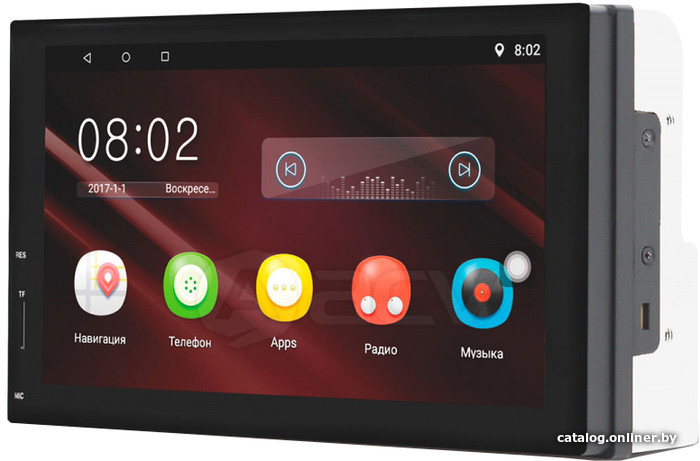 8:02
08:02
2017-1-1 Воскресе...
RES
TF
MIC
acv
Навигация
Телефон
Apps
Радио
Музыка
catalog.onliner.by